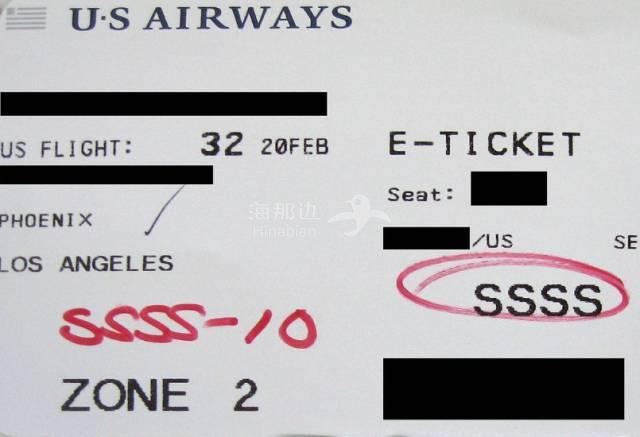 U·S AIRWAYS
US FLIGHT: 32 20FEB
E-TICKET
Seat:
PHOENIX
海那边
Hinabian
/US SE
LOS ANGELES
SSSS
SSSS-10
ZONE 2